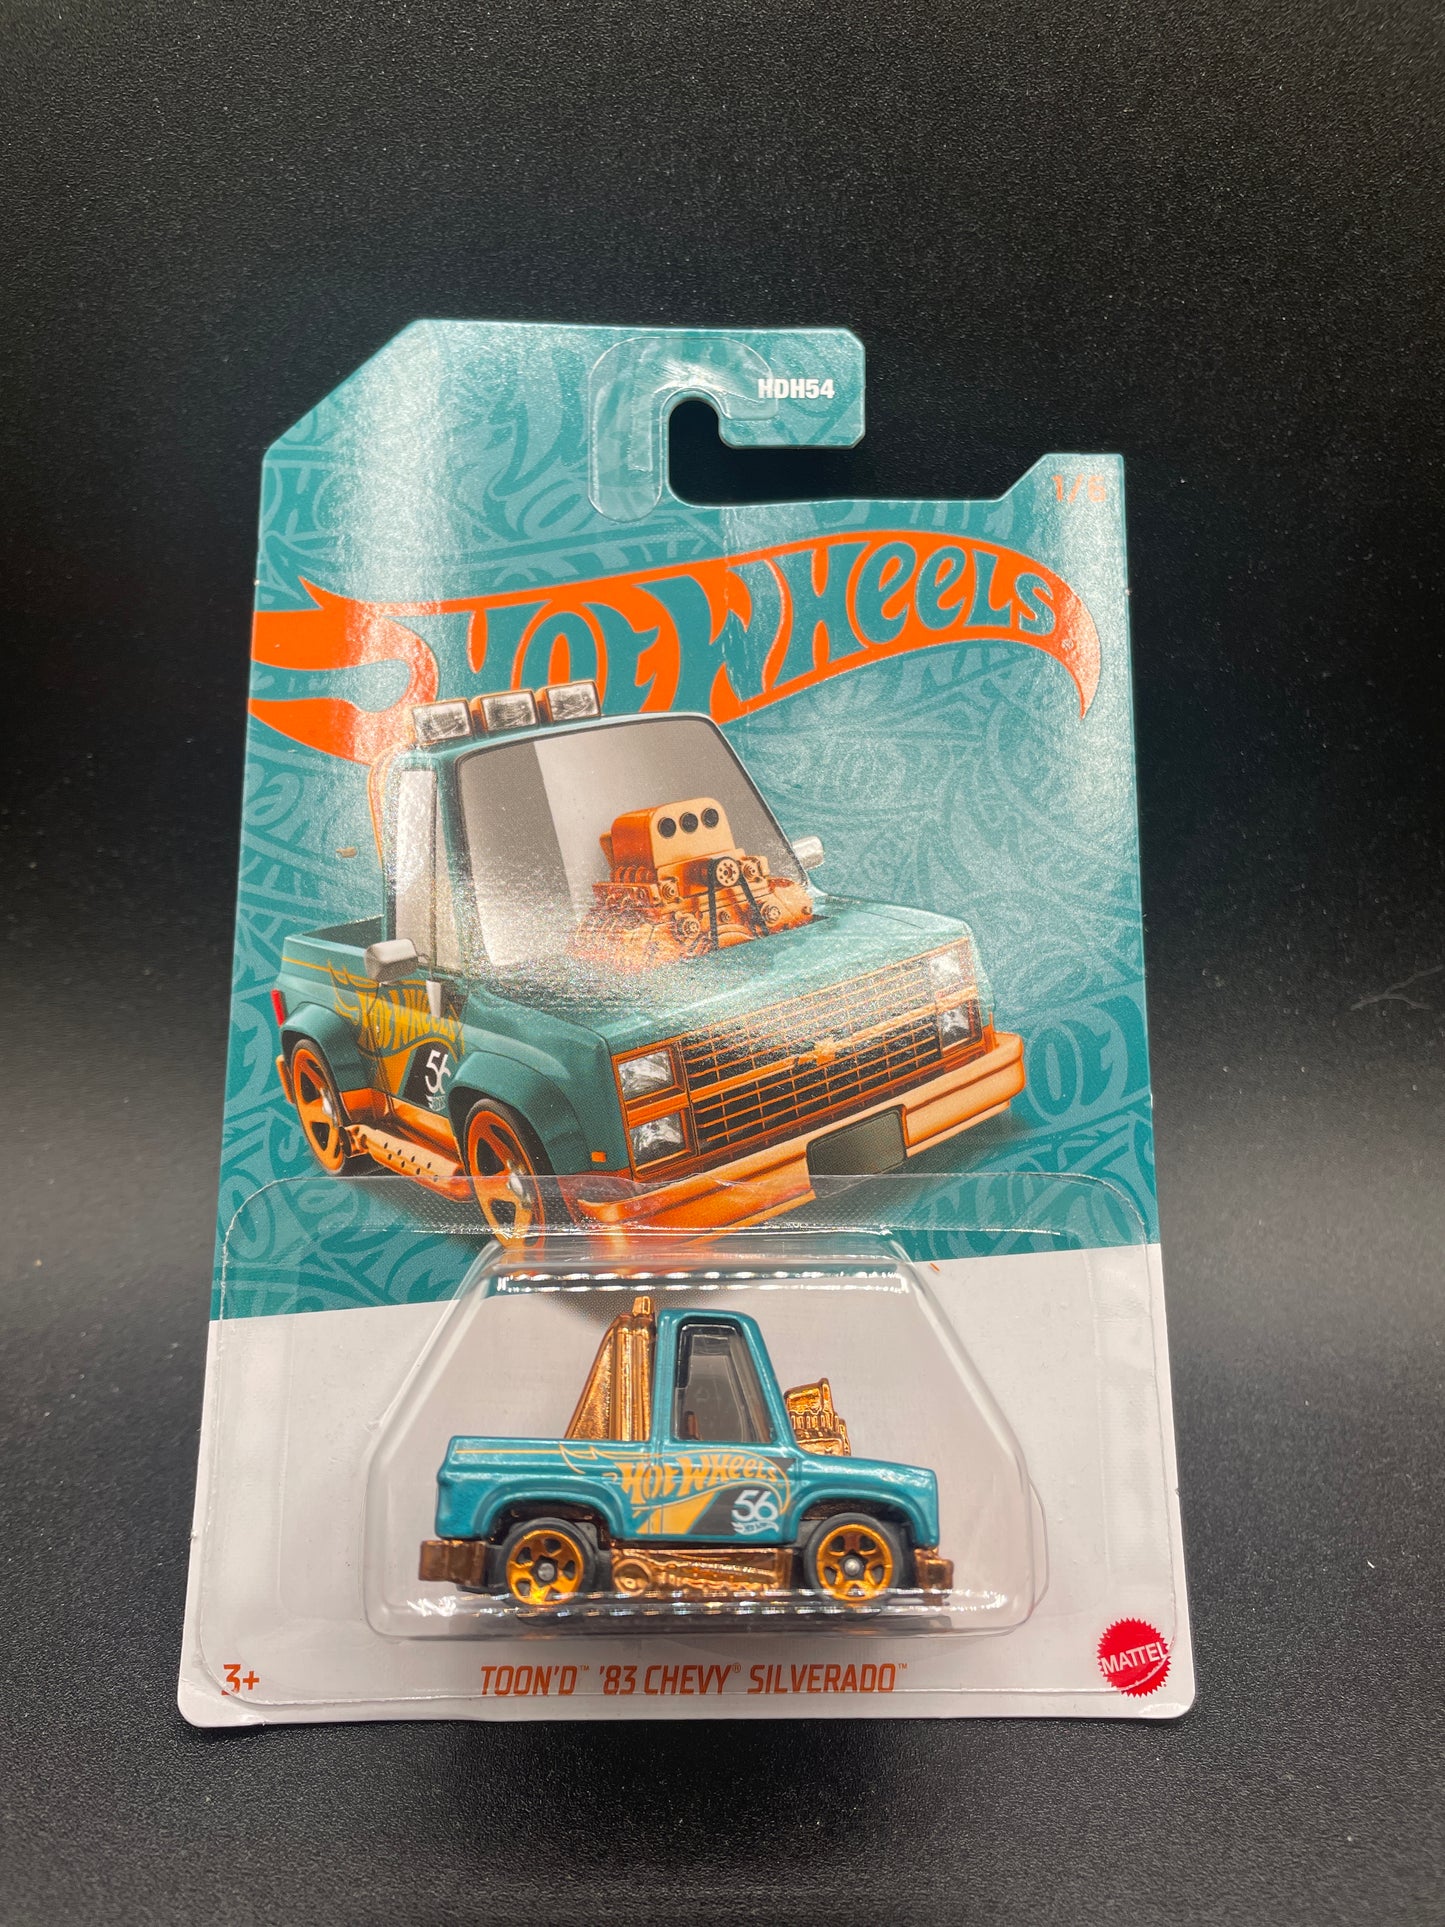 HDH54
1/6
HOT WHEELS
HOT WHEELS
56
HOT WHEELS
56
3+
TOON'D™ '83 CHEVY® SILVERADO™
MATTEL